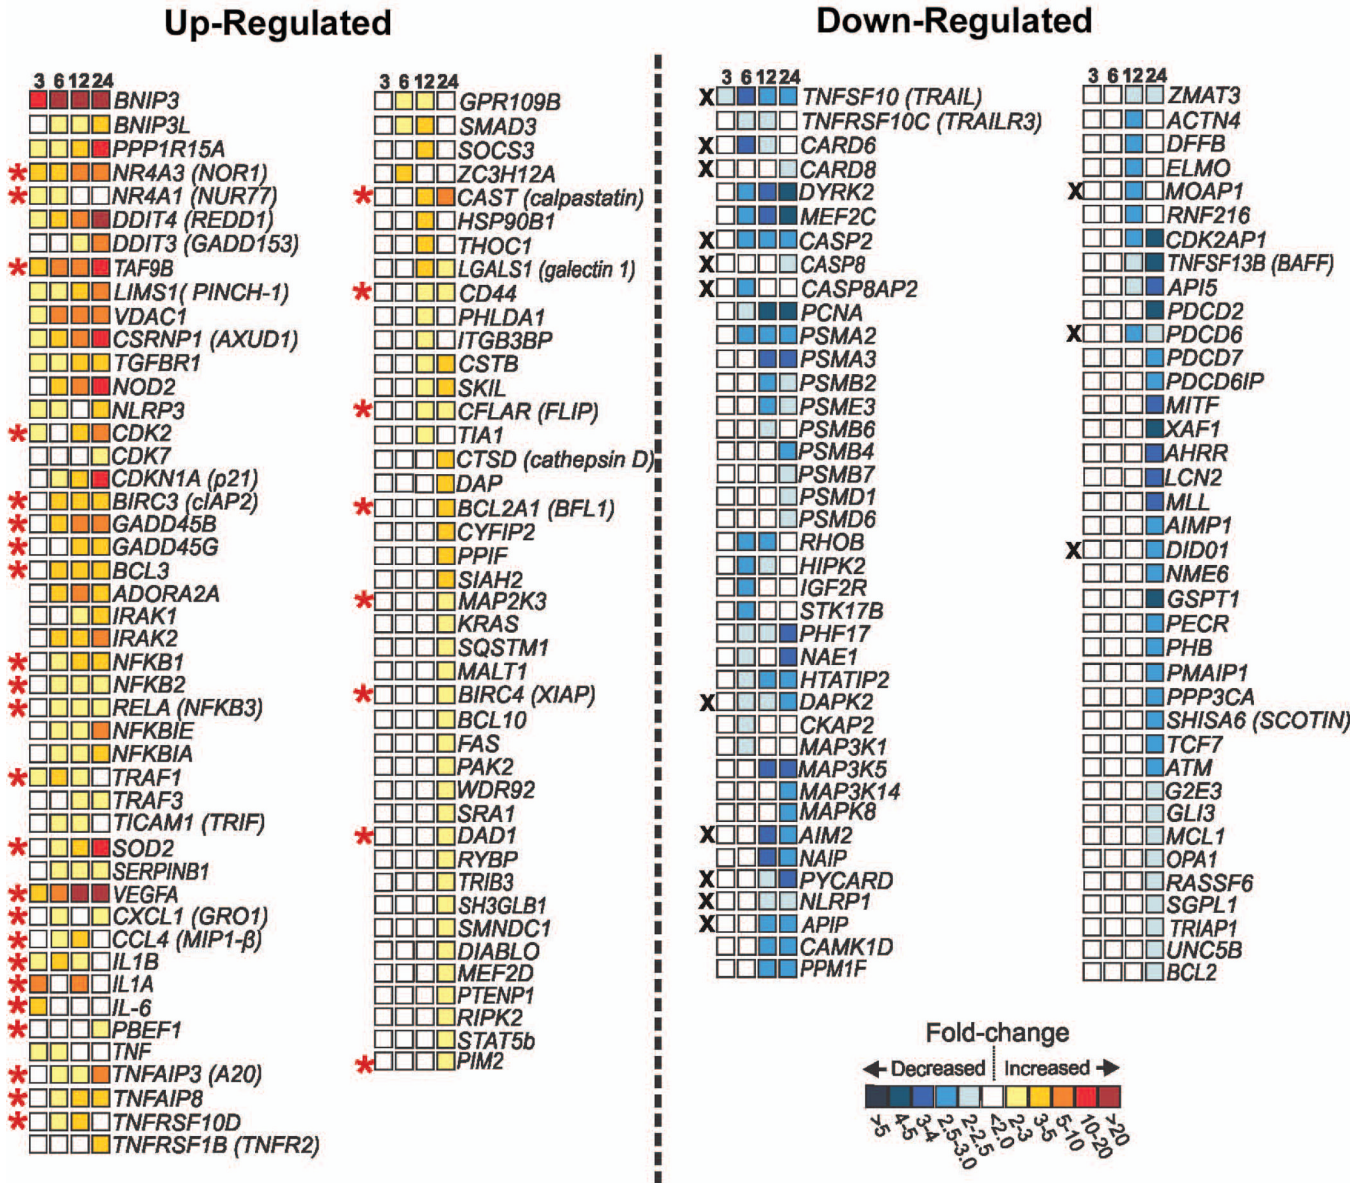 Up-Regulated
3 6 12 24
* BNIP3
BNIP3L
PPP1R15A
* NR4A3 (NOR1)
* NR4A1 (NUR77)
DDIT4 (REDD1)
DDIT3 (GADD153)
* TAF9B
LIMS1( PINCH-1)
VDAC1
CSRNP1 (AXUD1)
TGFBR1
NOD2
NLRP3
* CDK2
CDK7
CDKN1A (p21)
* BIRC3 (cIAP2)
* GADD45B
* GADD45G
* BCL3
ADORA2A
IRAK1
IRAK2
* NFKB1
* NFKB2
* RELA (NFKB3)
NFKBIE
NFKBIA
* TRAF1
TRAF3
TICAM1 (TRIF)
* SOD2
SERPINB1
* VEGFA
* CXCL1 (GRO1)
* CCL4 (MIP1-β)
* IL1B
* IL1A
* IL-6
* PBEF1
TNF
* TNFAIP3 (A20)
* TNFAIP8
* TNFRSF10D
TNFRSF1B (TNFR2)
3 6 12 24
GPR109B
SMAD3
SOCS3
ZC3H12A
* CAST (calpastatin)
HSP90B1
THOC1
LGALS1 (galectin 1)
* CD44
PHLDA1
ITGB3BP
CSTB
SKIL
* CFLAR (FLIP)
TIA1
CTSD (cathepsin D)
DAP
* BCL2A1 (BFL1)
CYFIP2
PPIF
SIAH2
* MAP2K3
KRAS
SQSTM1
MALT1
* BIRC4 (XIAP)
BCL10
FAS
PAK2
WDR92
SRA1
* DAD1
RYBP
TRIB3
SH3GLB1
SMNDC1
DIABLO
MEF2D
PTENP1
RIPK2
STAT5b
* PIM2
Down-Regulated
3 6 12 24
X TNFSF10 (TRAIL)
TNFRSF10C (TRAILR3)
X CARD6
X CARD8
DYRK2
MEF2C
X CASP2
X CASP8
X CASP8AP2
PCNA
PSMA2
PSMA3
PSMB2
PSME3
PSMB6
PSMB4
PSMB7
PSMD1
PSMD6
RHOB
HIPK2
IGF2R
STK17B
PHF17
NAE1
HTATIP2
X DAPK2
CKAP2
MAP3K1
MAP3K5
MAP3K14
MAPK8
X AIM2
NAIP
X PYCARD
X NLRP1
X APIP
CAMK1D
PPM1F
3 6 12 24
ZMAT3
ACTN4
DFFB
ELMO
X MOAP1
RNF216
CDK2AP1
TNFSF13B (BAFF)
API5
PDCD2
X PDCD6
PDCD7
PDCD6IP
MITF
XAF1
AHRR
LCN2
MLL
AIMP1
X DID01
NME6
GSPT1
PECR
PHB
PMAIP1
PPP3CA
SHISA6 (SCOTIN)
TCF7
ATM
G2E3
GLI3
MCL1
OPA1
RASSF6
SGPL1
TRIAP1
UNC5B
BCL2
Fold-change
Decreased Increased
>5 4-5 3-4 2.5-3.0 2-2.5 <2.0 2-3 3-5 5-10 10-20 >20